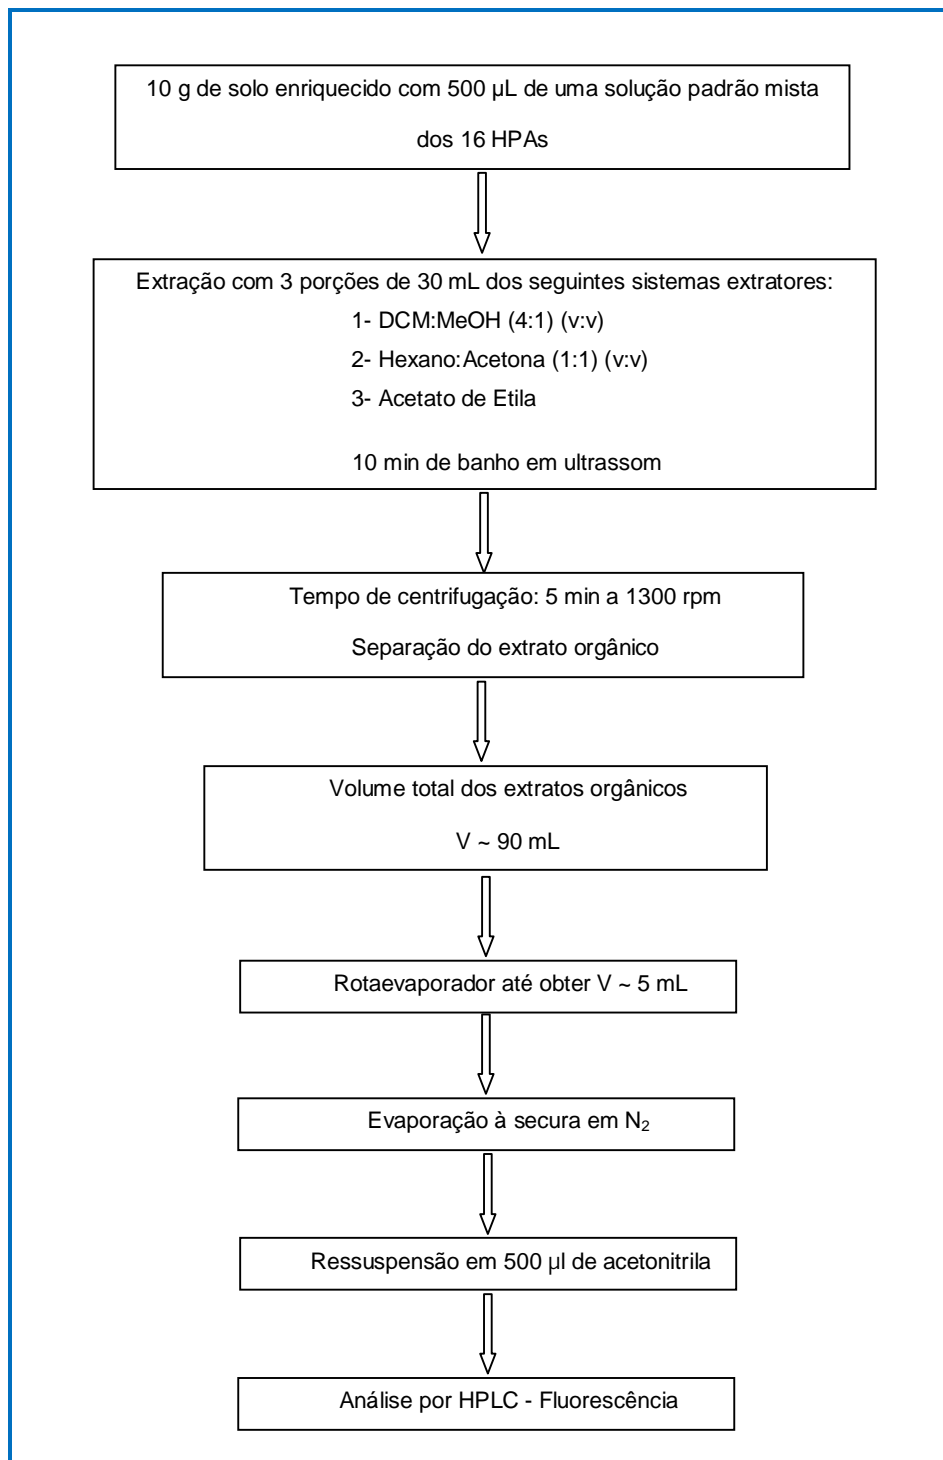 10 g de solo enriquecido com 500 µL de uma solução padrão mista
dos 16 HPAs
Extração com 3 porções de 30 mL dos seguintes sistemas extratores:
1- DCM:MeOH (4:1) (v:v)
2- Hexano:Acetona (1:1) (v:v)
3- Acetato de Etila
10 min de banho em ultrassom
Tempo de centrifugação: 5 min a 1300 rpm
Separação do extrato orgânico
Volume total dos extratos orgânicos
V ~ 90 mL
Rotaevaporador até obter V ~ 5 mL
Evaporação à secura em N₂
Ressuspensão em 500 µl de acetonitrila
Análise por HPLC - Fluorescência